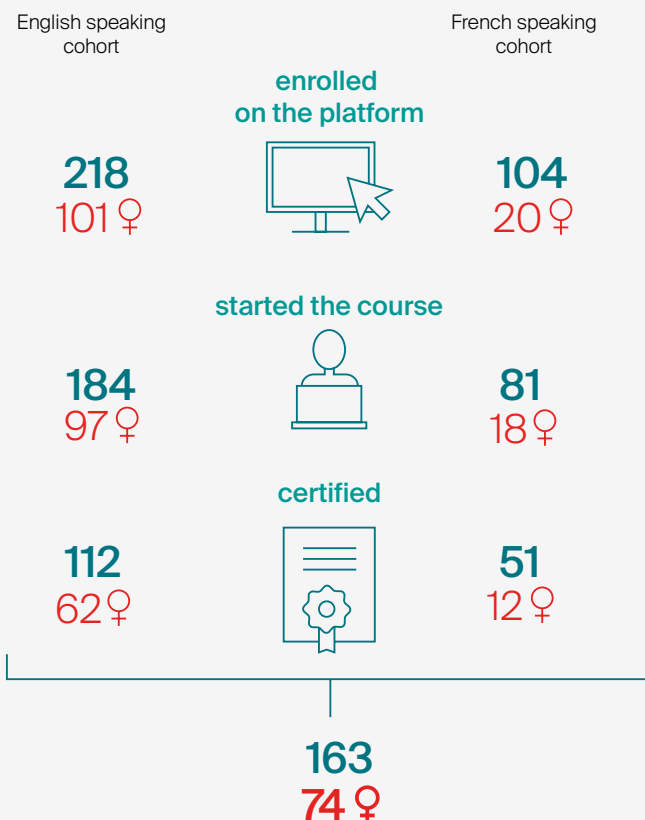 English speaking
cohort
French speaking
cohort
enrolled
on the platform
218
101 ♀
104
20 ♀
started the course
184
97 ♀
81
18 ♀
certified
112
62 ♀
51
12 ♀
163
74 ♀